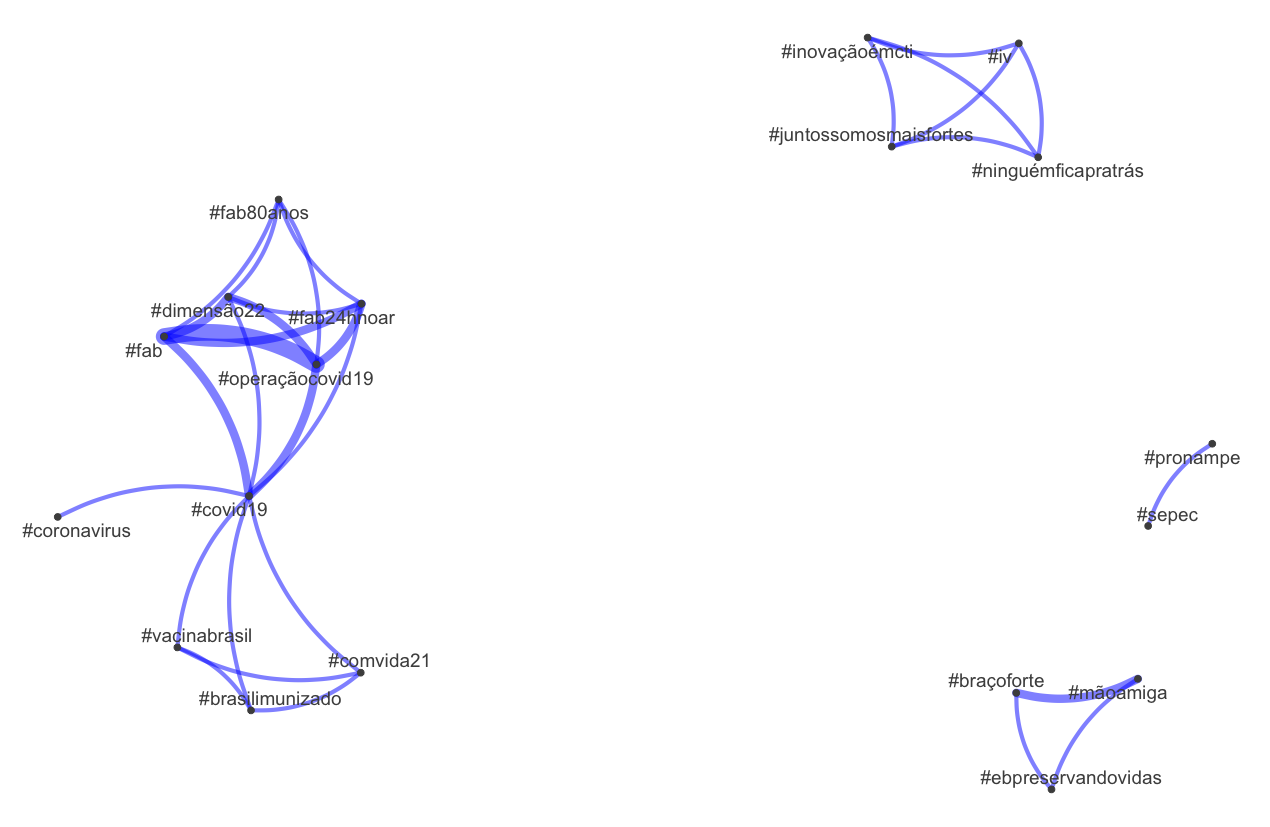 #inovaçãoemcti
#iv
#juntossomosmaisfortes
#ninguémficapratrás
#fab80anos
#dimensão22
#fab24hnoar
#fab
#operaçãocovid19
#pronampe
#covid19
#sepec
#coronavirus
#vacinabrasil
#comvida21
#brasilimunizado
#braçoforte
#mãoamiga
#ebpreservandovidas